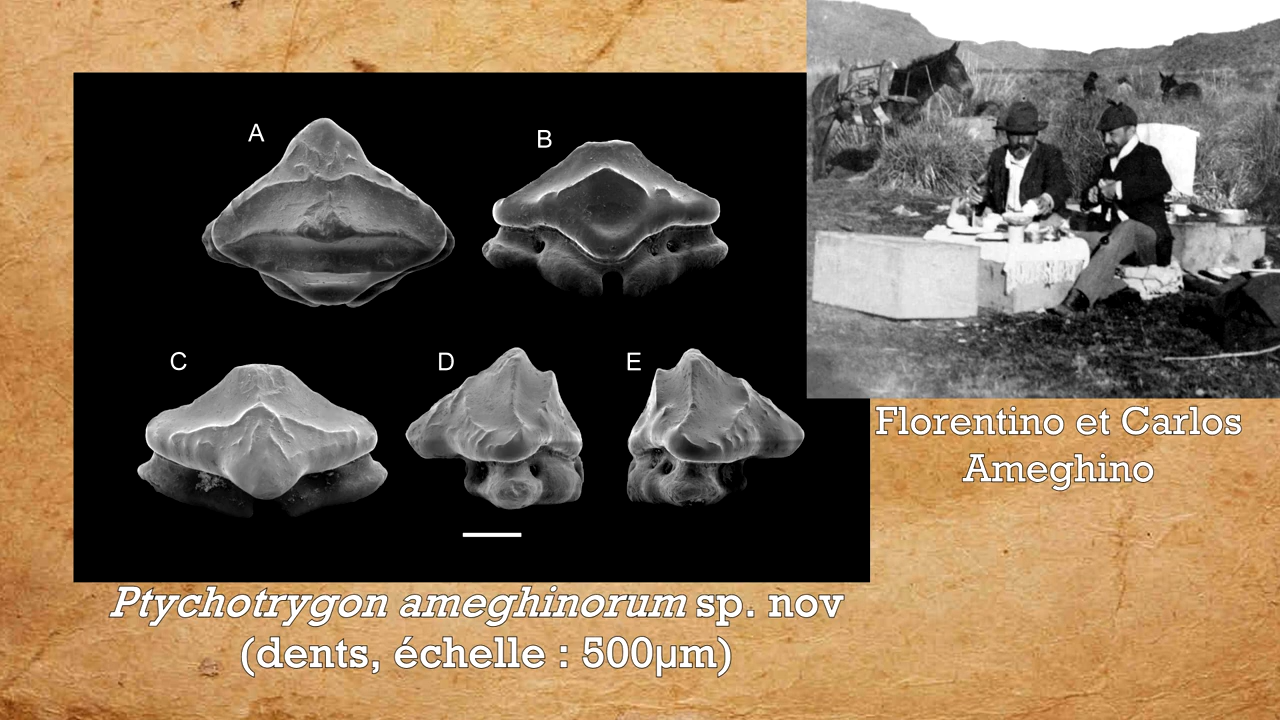 A
B
C
D
E
Florentino et Carlos
Ameghino
Ptychotrygon ameghinorum sp. nov
(dents, échelle : 500µm)